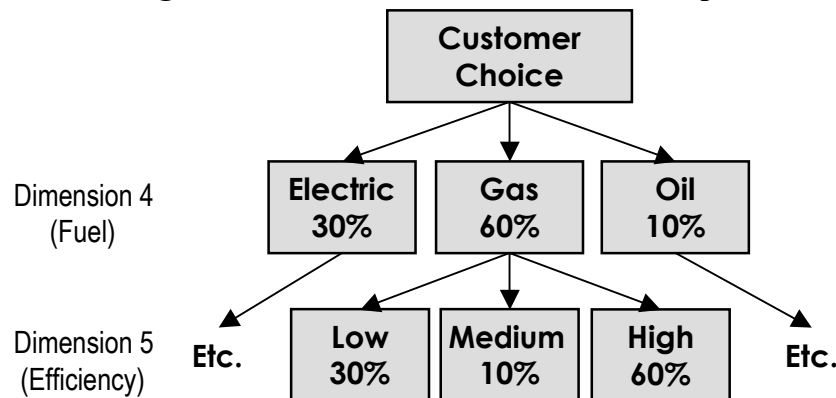 Customer
Choice
Dimension 4
(Fuel)
Electric
30%
Gas
60%
Oil
10%
Dimension 5
(Efficiency)
Etc.
Low
30%
Medium
10%
High
60%
Etc.